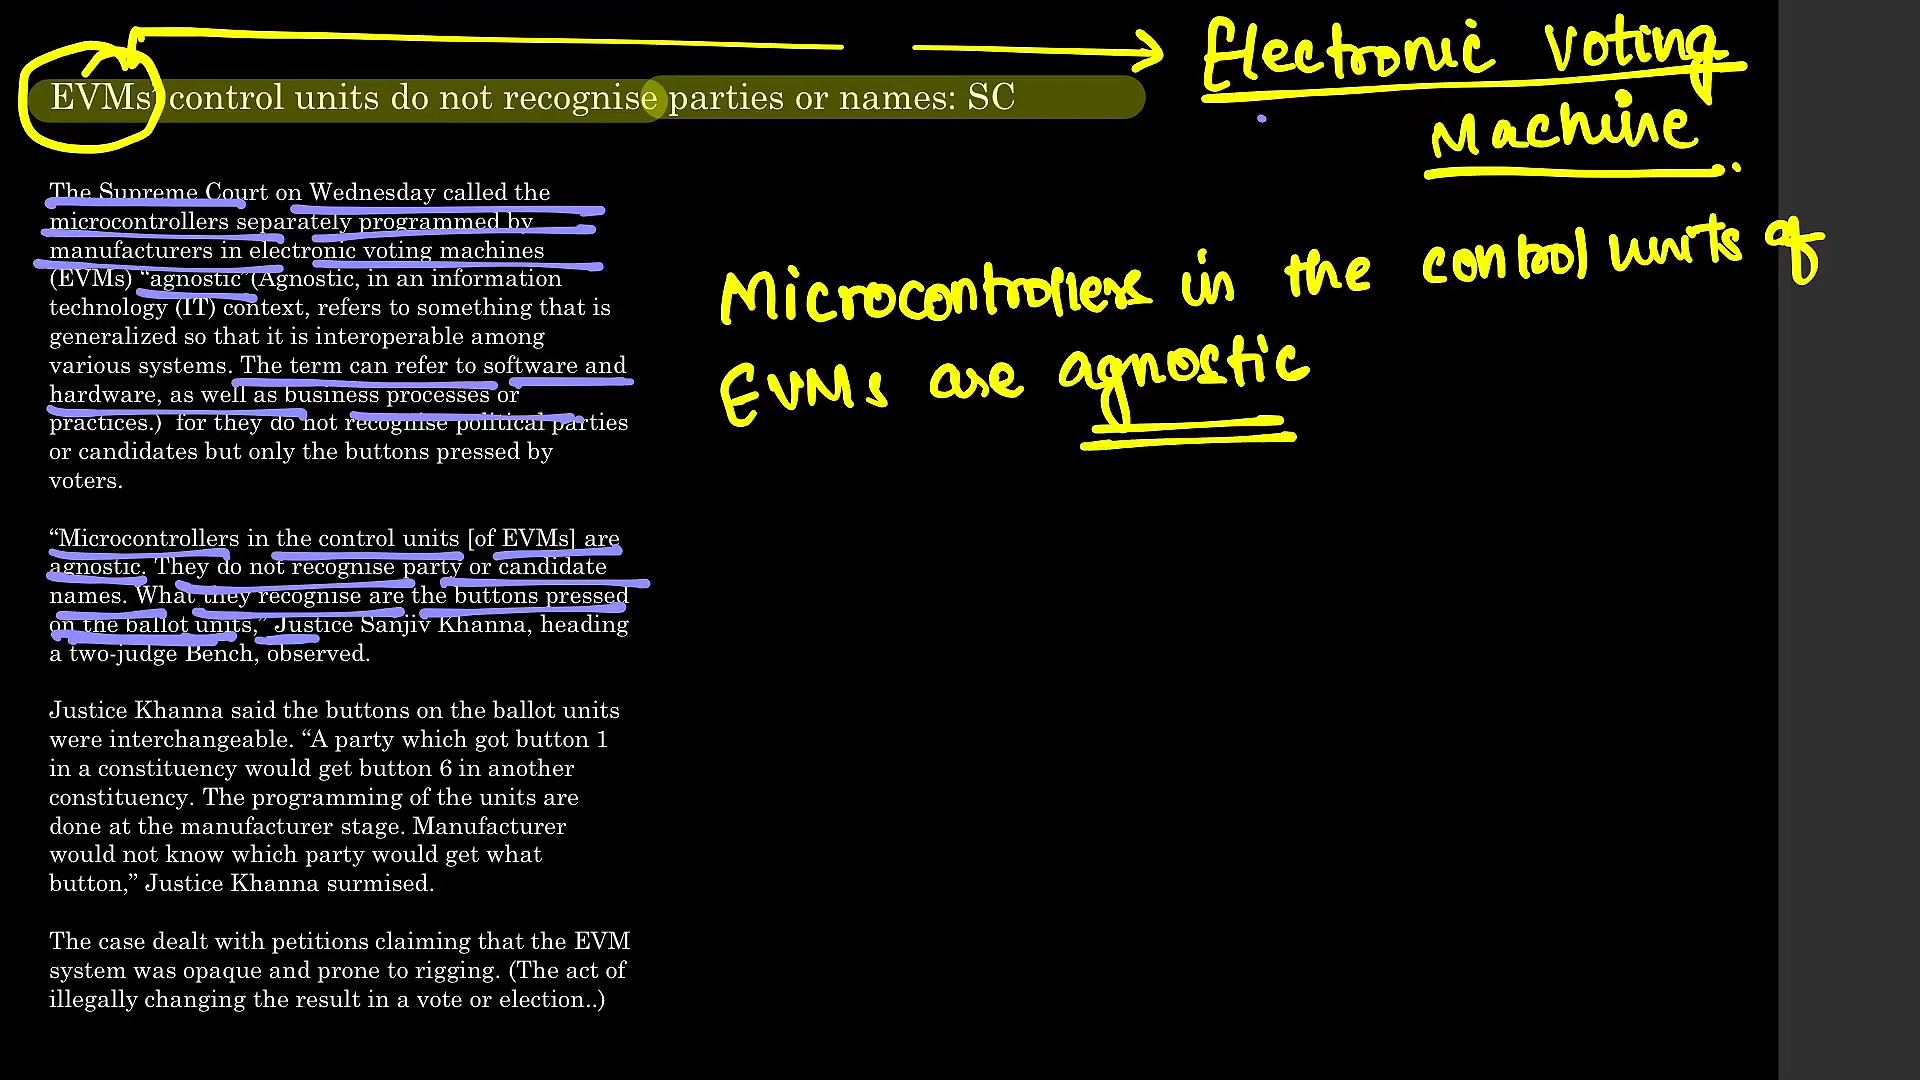 Electronic Voting
EVMs' control units do not recognise parties or names: SC
Machine
The Supreme Court on Wednesday called the
microcontrollers separately programmed by
manufacturers in electronic voting machines
(EVMs) “agnostic”(Agnostic, in an information
technology (IT) context, refers to something that is
generalized so that it is interoperable among
various systems. The term can refer to software and
hardware, as well as business processes or
practices.)  for they do not recognise political parties
or candidates but only the buttons pressed by
voters.
Microcontrollers in the control units of
EVMs are agnostic
“Microcontrollers in the control units [of EVMs] are
agnostic. They do not recognise party or candidate
names. What they recognise are the buttons pressed
on the ballot units,” Justice Sanjiv Khanna, heading
a two-judge Bench, observed.
Justice Khanna said the buttons on the ballot units
were interchangeable. “A party which got button 1
in a constituency would get button 6 in another
constituency. The programming of the units are
done at the manufacturer stage. Manufacturer
would not know which party would get what
button,” Justice Khanna surmised.
The case dealt with petitions claiming that the EVM
system was opaque and prone to rigging. (The act of
illegally changing the result in a vote or election..)